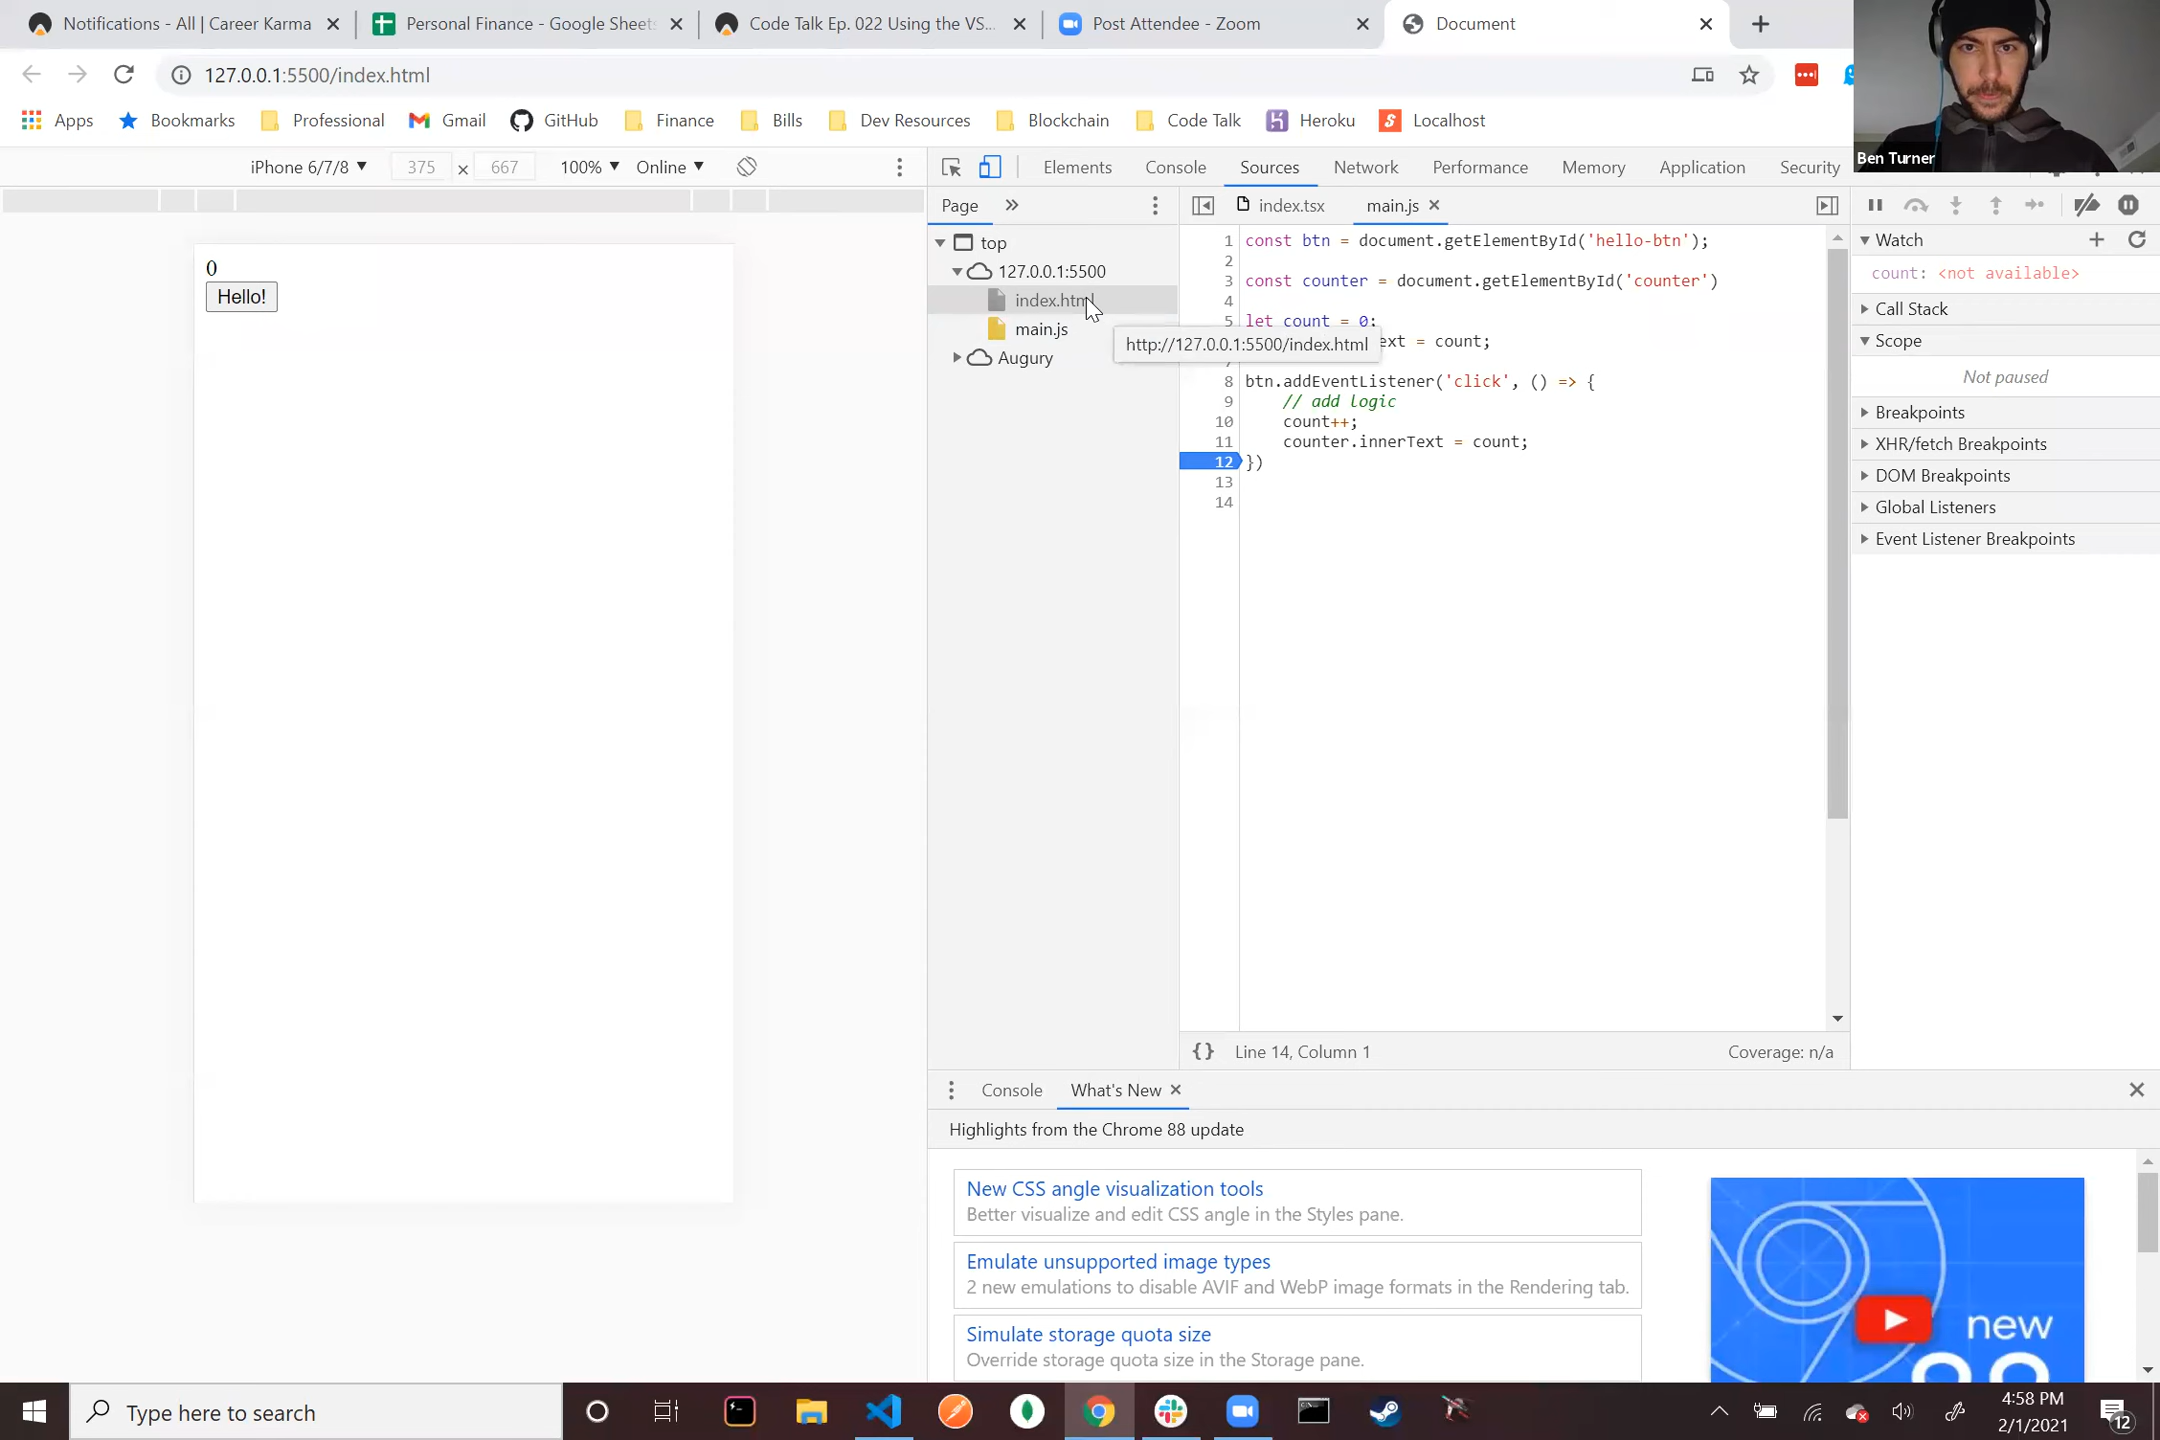 Notifications - All | Career Karma
Personal Finance - Google Sheets
Code Talk Ep. 022 Using the VS...
Post Attendee - Zoom
Document
127.0.0.1:5500/index.html
Apps
Bookmarks
Professional
Gmail
GitHub
Finance
Bills
Dev Resources
Blockchain
Code Talk
Heroku
Localhost
Ben Turner
iPhone 6/7/8
375
x
667
100%
Online
Elements
Console
Sources
Network
Performance
Memory
Application
Security
Page
top
127.0.0.1:5500
index.html
main.js
Augury
http://127.0.0.1:5500/index.html
0
Hello!
index.tsx
main.js
1 const btn = document.getElementById('hello-btn');
2
3 const counter = document.getElementById('counter')
4
5 let count = 0;
ext = count;
8 btn.addEventListener('click', () => {
9 // add logic
10 count++;
11 counter.innerText = count;
12 })
13
14
{} Line 14, Column 1
Coverage: n/a
Watch
count: <not available>
Call Stack
Scope
Not paused
Breakpoints
XHR/fetch Breakpoints
DOM Breakpoints
Global Listeners
Event Listener Breakpoints
Console
What's New
Highlights from the Chrome 88 update
New CSS angle visualization tools
Better visualize and edit CSS angle in the Styles pane.
Emulate unsupported image types
2 new emulations to disable AVIF and WebP image formats in the Rendering tab.
Simulate storage quota size
Override storage quota size in the Storage pane.
new
Type here to search
4:58 PM
2/1/2021
12